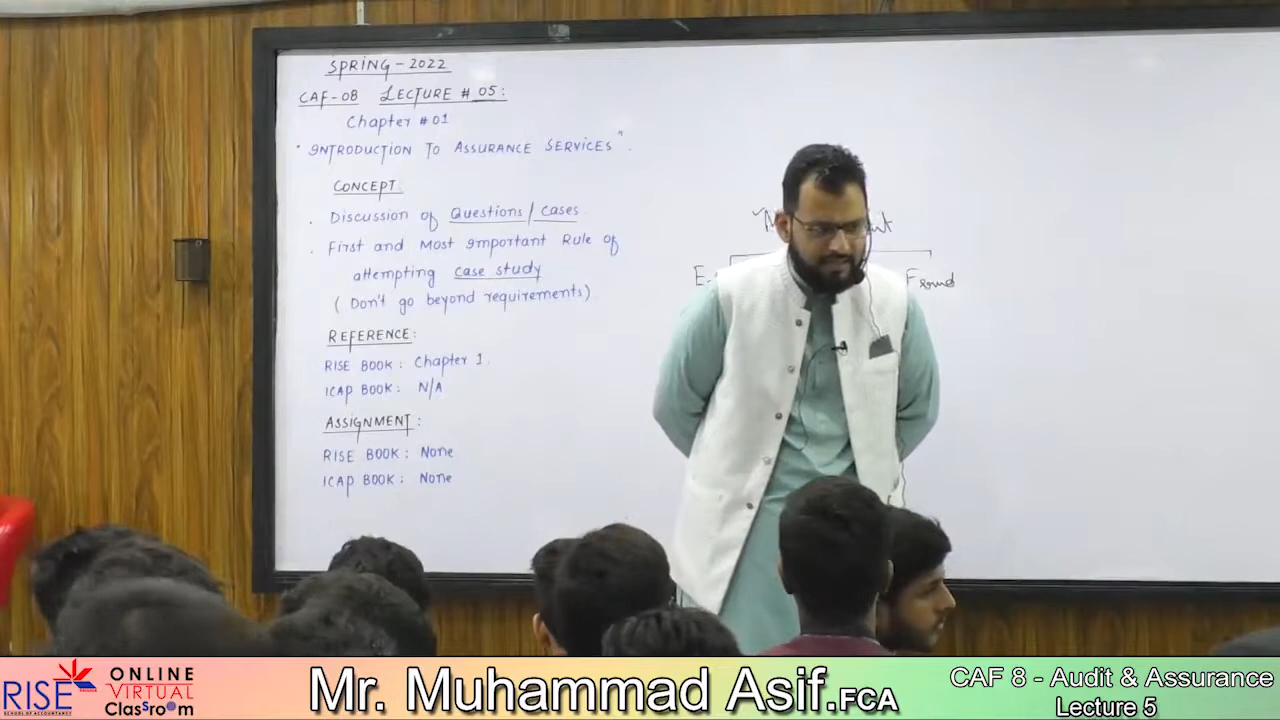 SPRING-2022
CAF-08 LECTURE # 05:
Chapter #01
"INTRODUCTION TO ASSURANCE SERVICES".
CONCEPT:
. Discussion of Questions/Cases
. First and Most Important Rule of
attempting case study
(Don't go beyond requirements)
REFERENCE:
RISE BOOK: Chapter 1.
ICAP BOOK: N/A
ASSIGNMENT:
RISE BOOK: None
ICAP BOOK: None
Fraud
RISE
SCHOOL OF ACCOUNTANCY
ONLINE
VIRTUAL
ClassroOm
Mr. Muhammad Asif.FCA
CAF 8 - Audit & Assurance
Lecture 5